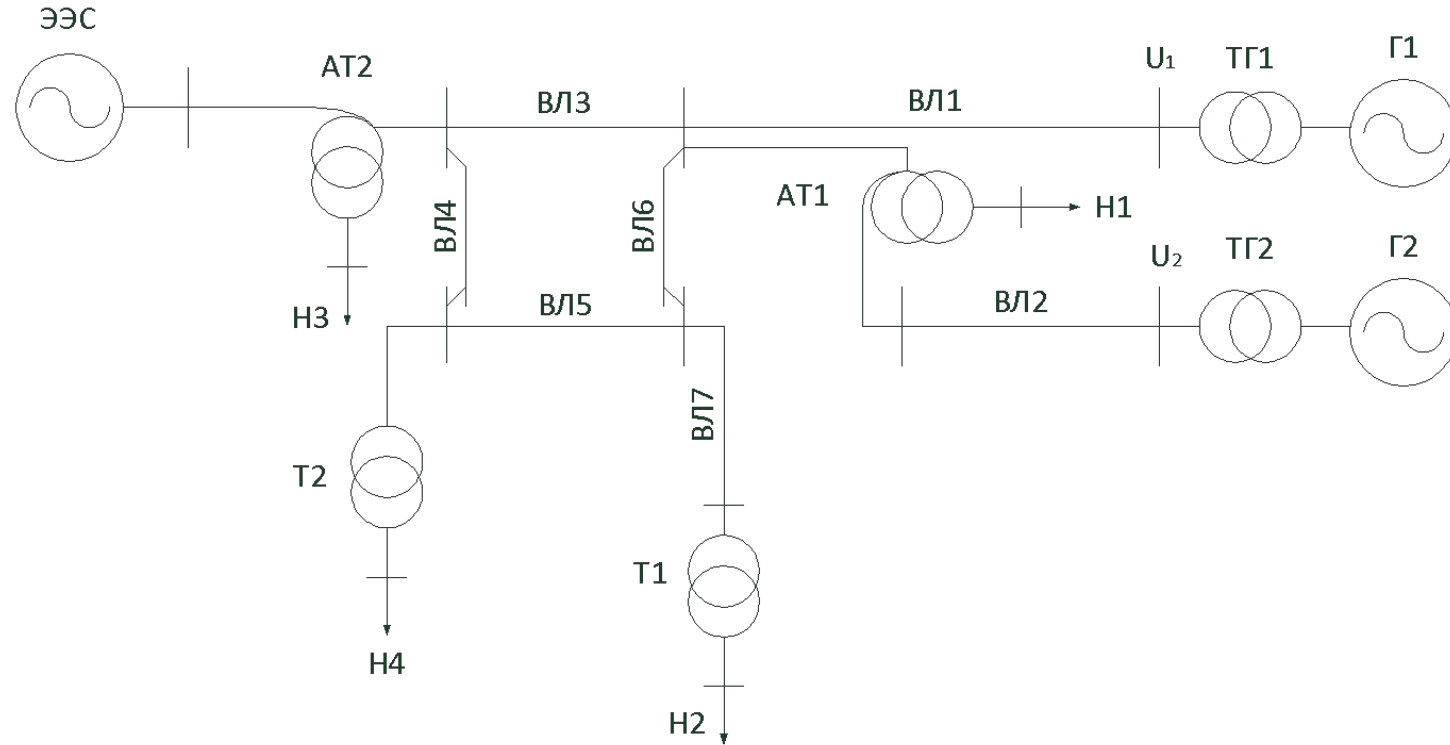 ЭЭС
АТ2
ВЛ3
ВЛ1
U₁
ТГ1
Г1
ВЛ4
ВЛ6
АТ1
Н1
Н3
ВЛ5
ВЛ2
U₂
ТГ2
Г2
ВЛ7
Т2
Т1
Н4
Н2